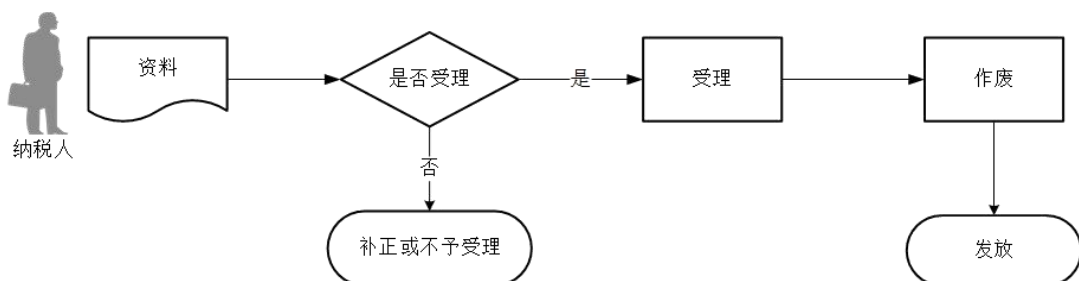 资料
是否受理
是
受理
作废
纳税人
否
补正或不予受理
发放